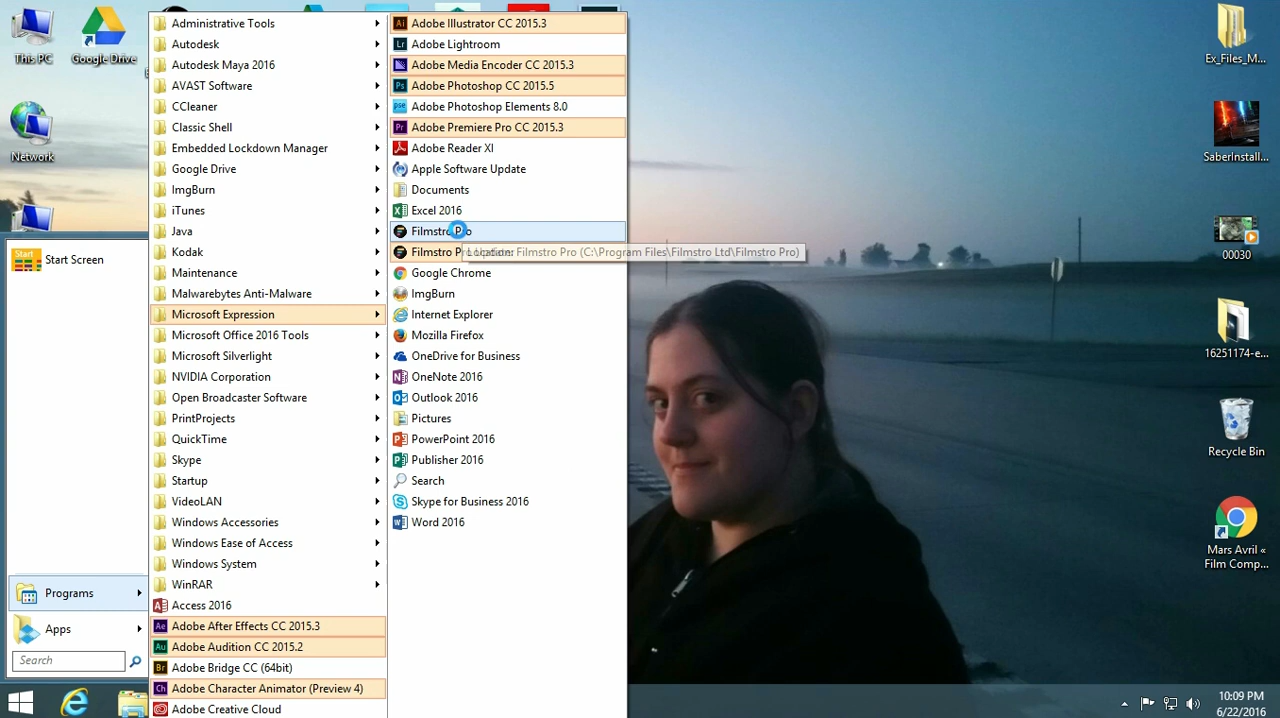 This PC
Google Drive
Network
Start Screen
Programs
Apps
Search
Administrative Tools
Autodesk
Autodesk Maya 2016
AVAST Software
CCleaner
Classic Shell
Embedded Lockdown Manager
Google Drive
ImgBurn
iTunes
Java
Kodak
Maintenance
Malwarebytes Anti-Malware
Microsoft Expression
Microsoft Office 2016 Tools
Microsoft Silverlight
NVIDIA Corporation
Open Broadcaster Software
PrintProjects
QuickTime
Skype
Startup
VideoLAN
Windows Accessories
Windows Ease of Access
Windows System
WinRAR
Access 2016
Adobe After Effects CC 2015.3
Adobe Audition CC 2015.2
Adobe Bridge CC (64bit)
Adobe Character Animator (Preview 4)
Adobe Creative Cloud
Adobe Illustrator CC 2015.3
Adobe Lightroom
Adobe Media Encoder CC 2015.3
Adobe Photoshop CC 2015.5
Adobe Photoshop Elements 8.0
Adobe Premiere Pro CC 2015.3
Adobe Reader XI
Apple Software Update
Documents
Excel 2016
Filmstro Pro
Filmstro Location: Filmstro Pro (C:\Program Files\Filmstro Ltd\Filmstro Pro)
Google Chrome
ImgBurn
Internet Explorer
Mozilla Firefox
OneDrive for Business
OneNote 2016
Outlook 2016
Pictures
PowerPoint 2016
Publisher 2016
Search
Skype for Business 2016
Word 2016
Ex_Files_M...
SaberInstall...
00030
16251174-e...
Recycle Bin
Mars Avril «
Film Comp...
10:09 PM
6/22/2016